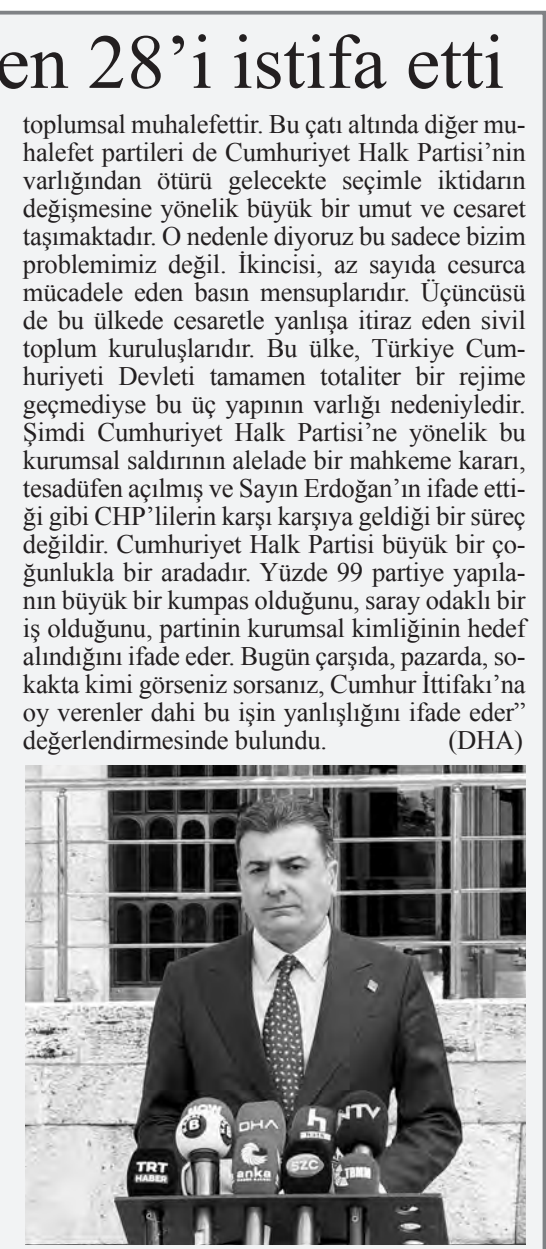 en 28’i istifa etti
toplumsal muhalefettir. Bu çatı altında diğer mu-
halefet partileri de Cumhuriyet Halk Partisi’nin
varlığından ötürü gelecekte seçimle iktidarın
değişmesine yönelik büyük bir umut ve cesaret
taşımaktadır. O nedenle diyoruz bu sadece bizim
problemimiz değil. İkincisi, az sayıda cesurca
mücadele eden basın mensuplarıdır. Üçüncüsü
de bu ülkede cesaretle yanlışa itiraz eden sivil
toplum kuruluşlarıdır. Bu ülke, Türkiye Cum-
huriyeti Devleti tamamen totaliter bir rejime
geçmediyse bu üç yapının varlığı nedeniyledir.
Şimdi Cumhuriyet Halk Partisi’ne yönelik bu
kurumsal saldırının alelade bir mahkeme kararı,
tesadüfen açılmış ve Sayın Erdoğan’ın ifade etti-
ği gibi CHP’lilerin karşı karşıya geldiği bir süreç
değildir. Cumhuriyet Halk Partisi büyük bir ço-
ğunlukla bir aradadır. Yüzde 99 partiye yapıla-
nın büyük bir kumpas olduğunu, saray odaklı bir
iş olduğunu, partinin kurumsal kimliğinin hedef
alındığını ifade eder. Bugün çarşıda, pazarda, so-
kakta kimi görseniz sorsanız, Cumhur İttifakı’na
oy verenler dahi bu işin yanlışlığını ifade eder”
değerlendirmesinde bulundu. (DHA)
NOW
B
DHA
h
NTV
TRT
HABER
anka
SZC
TBMM